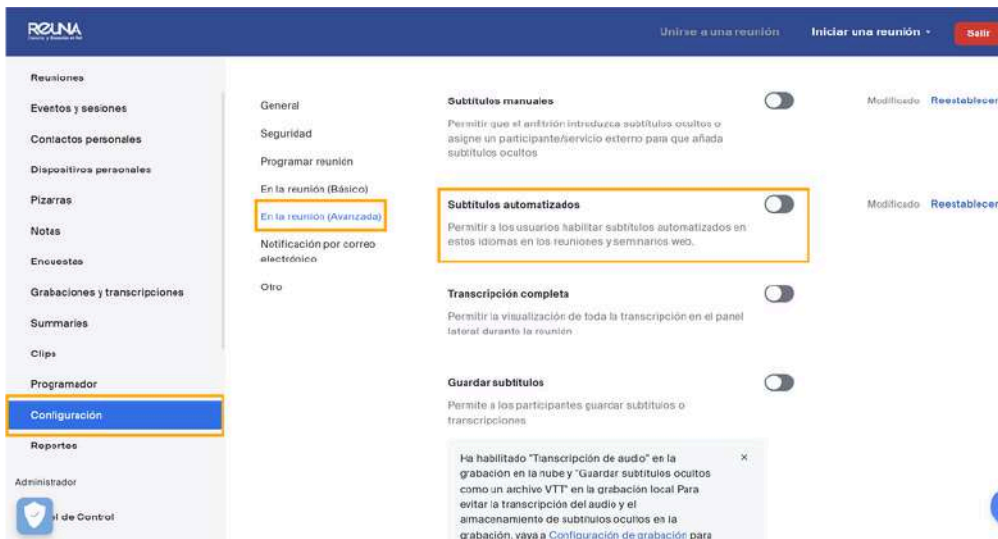 REUNA
Unirse a una reunión
Iniciar una reunión
Salir
Reuniones
Eventos y sesiones
Contactos personales
Dispositivos personales
Pizarras
Notas
Encuestas
Grabaciones y transcripciones
Summaries
Clips
Programador
Configuración
Reportes
Administrador
el de Control
General
Seguridad
Programar reunión
En la reunión (Básico)
En la reunión (Avanzada)
Notificación por correo
electrónico
Otro
Subtítulos manuales
Modificado Reestablecer
Permitir que el anfitrión introduzca subtítulos ocultos o
asigne un participante/servicio externo para que añada
subtítulos ocultos
Subtítulos automatizados
Modificado Reestablecer
Permitir a los usuarios habilitar subtítulos automatizados en
estos idiomas en los reuniones y seminarios web.
Transcripción completa
Permitir la visualización de toda la transcripción en el panel
lateral durante la reunión
Guardar subtítulos
Permite a los participantes guardar subtítulos o
transcripciones
Ha habilitado "Transcripción de audio" en la
grabación en la nube y "Guardar subtítulos ocultos
como un archivo VTT" en la grabación local Para
evitar la transcripción del audio y el
almacenamiento de subtítulos ocultos en la
grabación, vaya a Configuración de grabación para